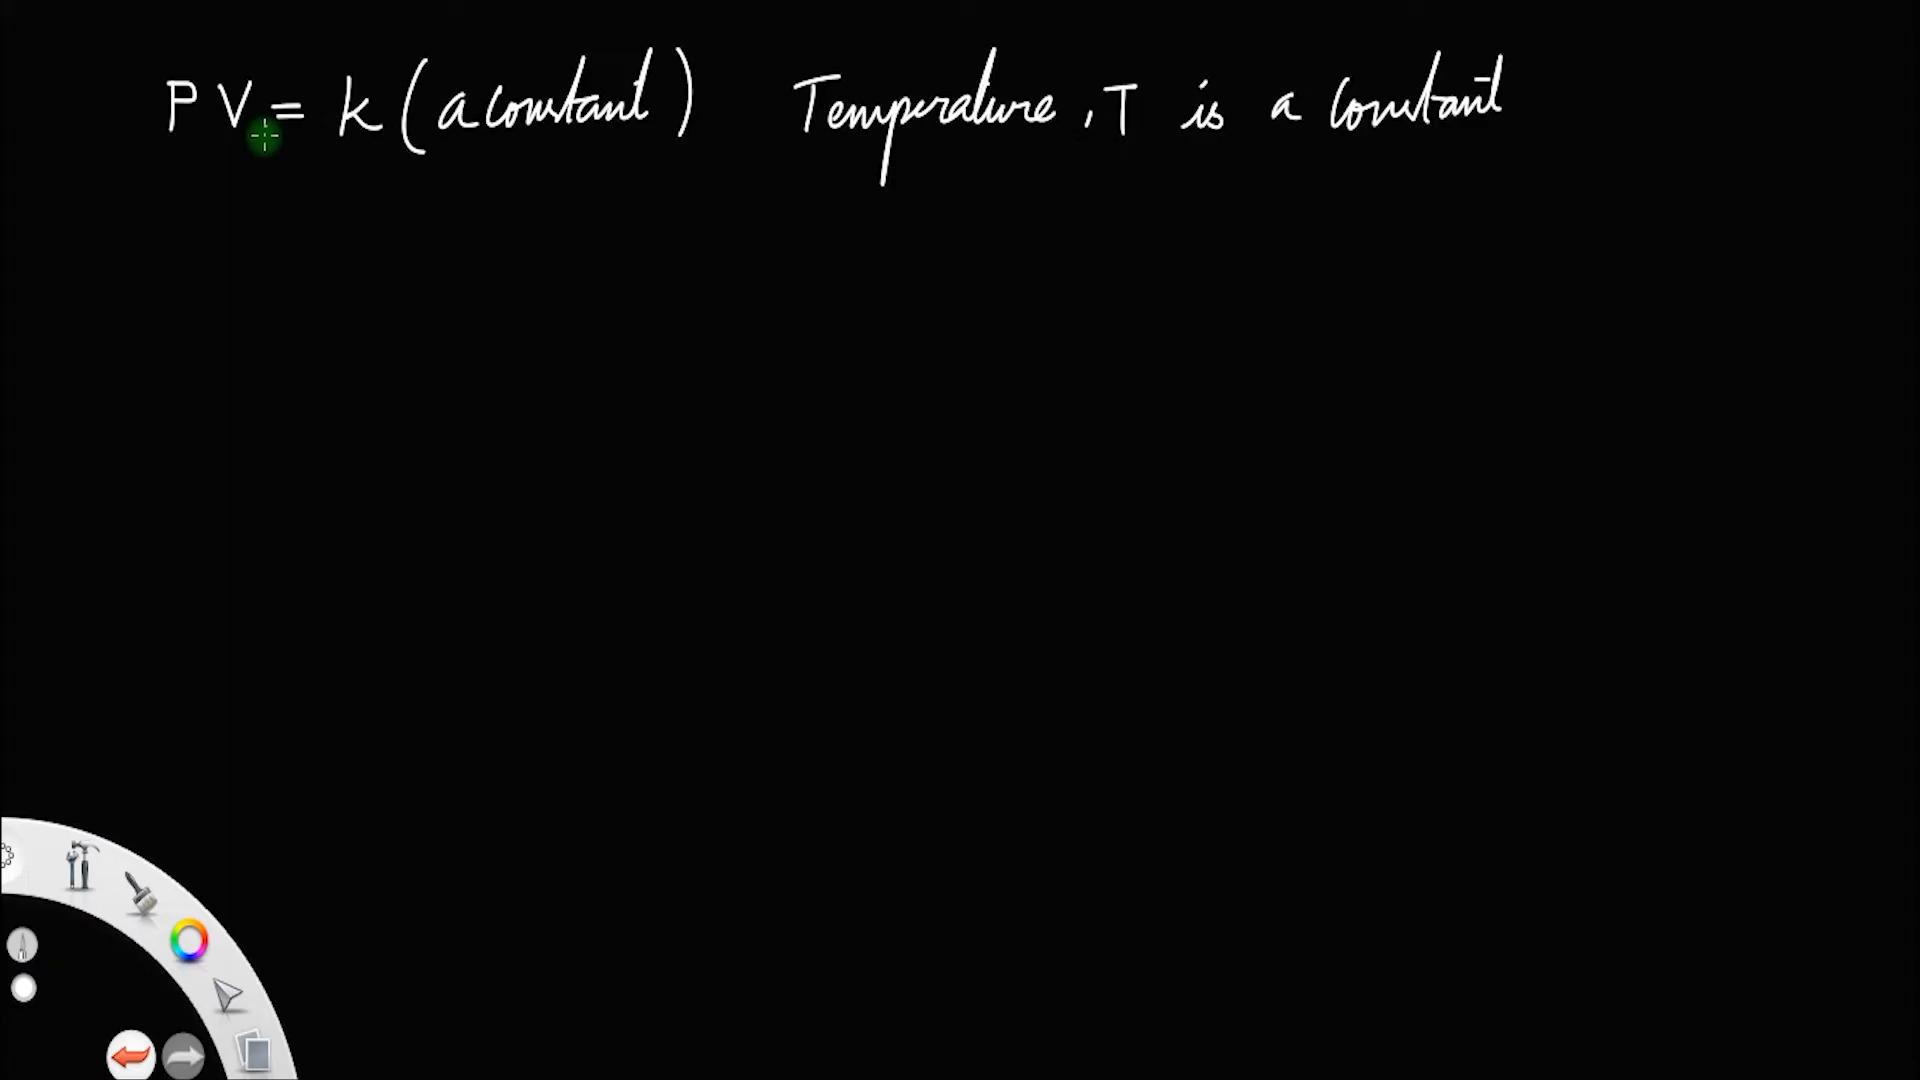 PV = k (a constant) Temperature, T is a constant